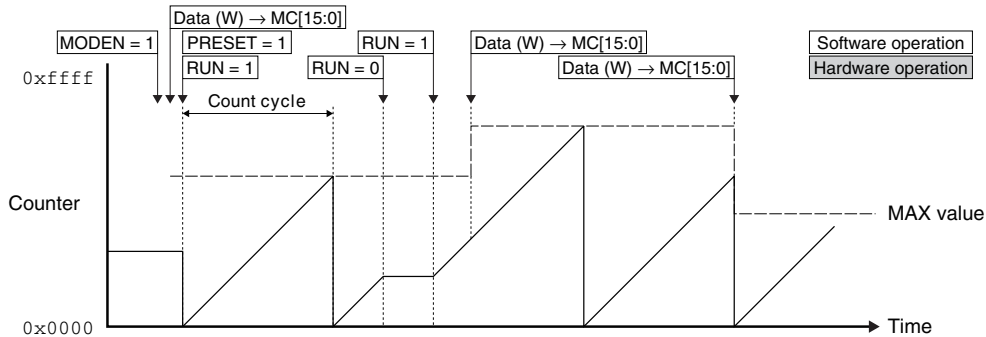 Data (W) → MC[15:0]
MODEN = 1
PRESET = 1
RUN = 1
Data (W) → MC[15:0]
Software operation
RUN = 1
RUN = 0
Data (W) → MC[15:0]
Hardware operation
0xffff
Count cycle
Counter
MAX value
0x0000
Time